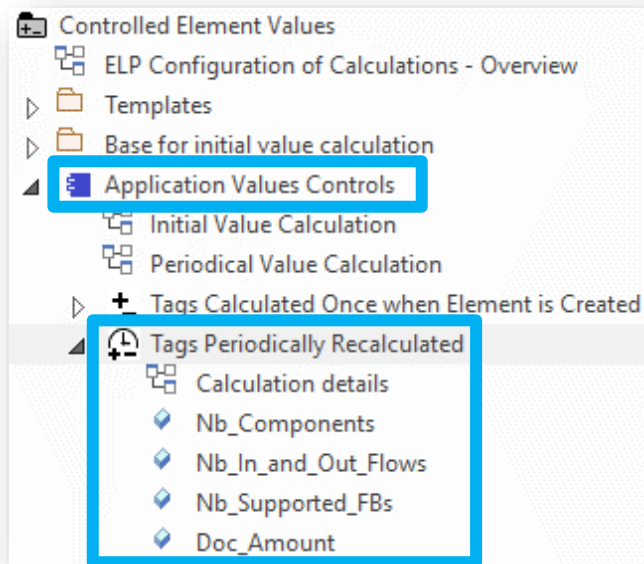 Controlled Element Values
ELP Configuration of Calculations - Overview
Templates
Base for initial value calculation
Application Values Controls
Initial Value Calculation
Periodical Value Calculation
Tags Calculated Once when Element is Created
Tags Periodically Recalculated
Calculation details
Nb_Components
Nb_In_and_Out_Flows
Nb_Supported_FBs
Doc_Amount